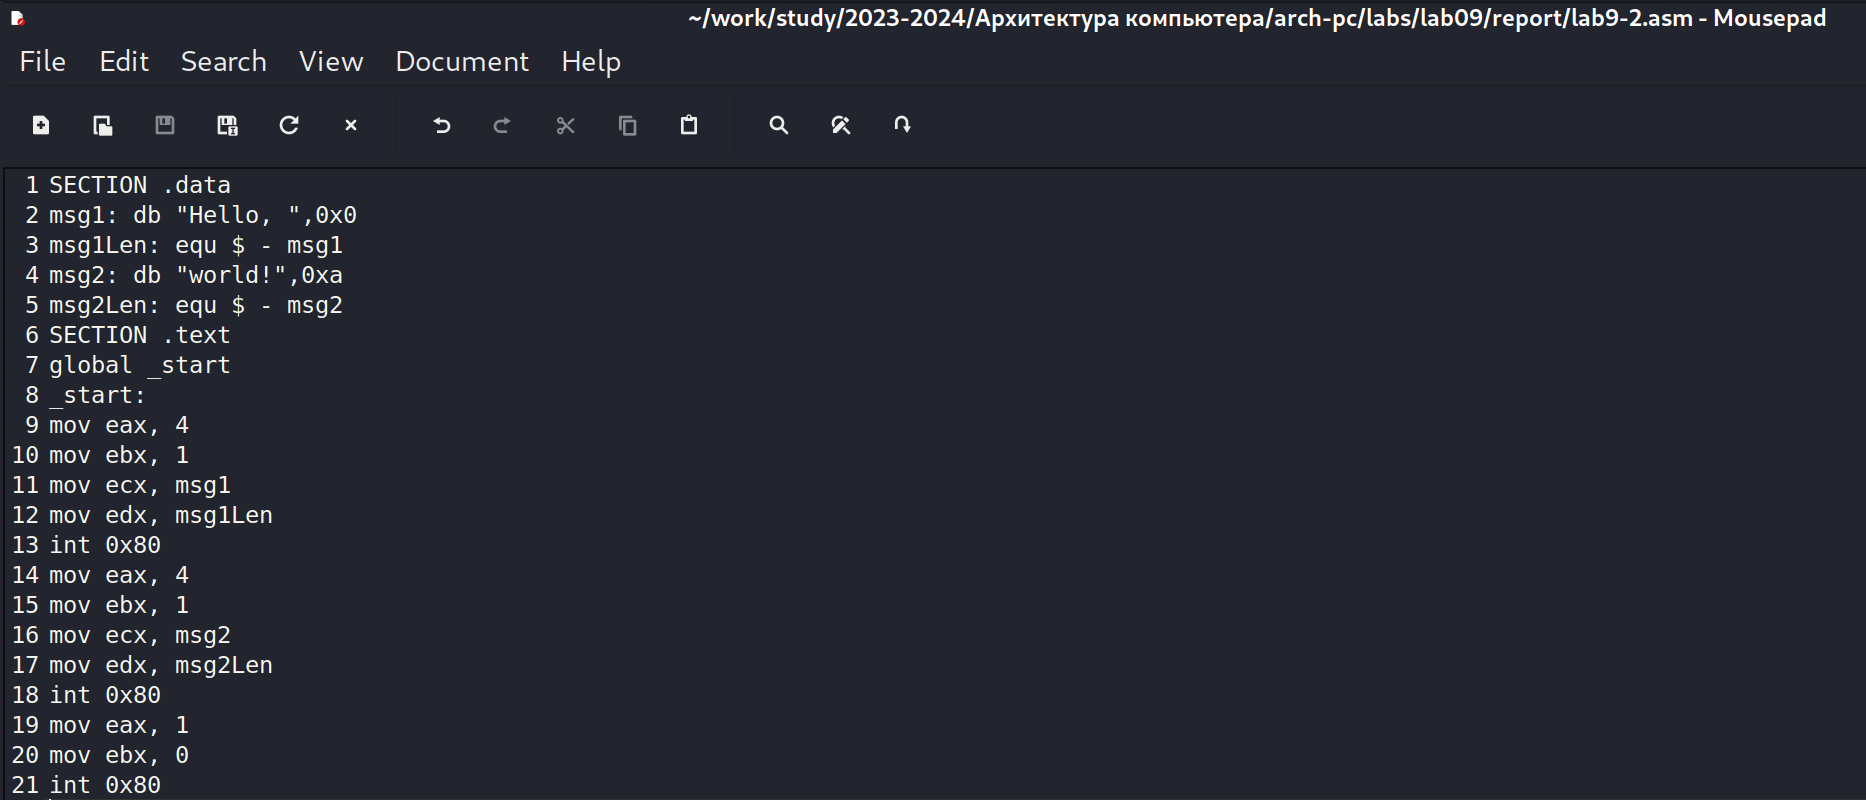 ~/work/study/2023-2024/Архитектура компьютера/arch-pc/labs/lab09/report/lab9-2.asm - Mousepad
File Edit Search View Document Help
1 SECTION .data
2 msg1: db "Hello, ",0x0
3 msg1Len: equ $ - msg1
4 msg2: db "world!",0xa
5 msg2Len: equ $ - msg2
6 SECTION .text
7 global _start
8 _start:
9 mov eax, 4
10 mov ebx, 1
11 mov ecx, msg1
12 mov edx, msg1Len
13 int 0x80
14 mov eax, 4
15 mov ebx, 1
16 mov ecx, msg2
17 mov edx, msg2Len
18 int 0x80
19 mov eax, 1
20 mov ebx, 0
21 int 0x80